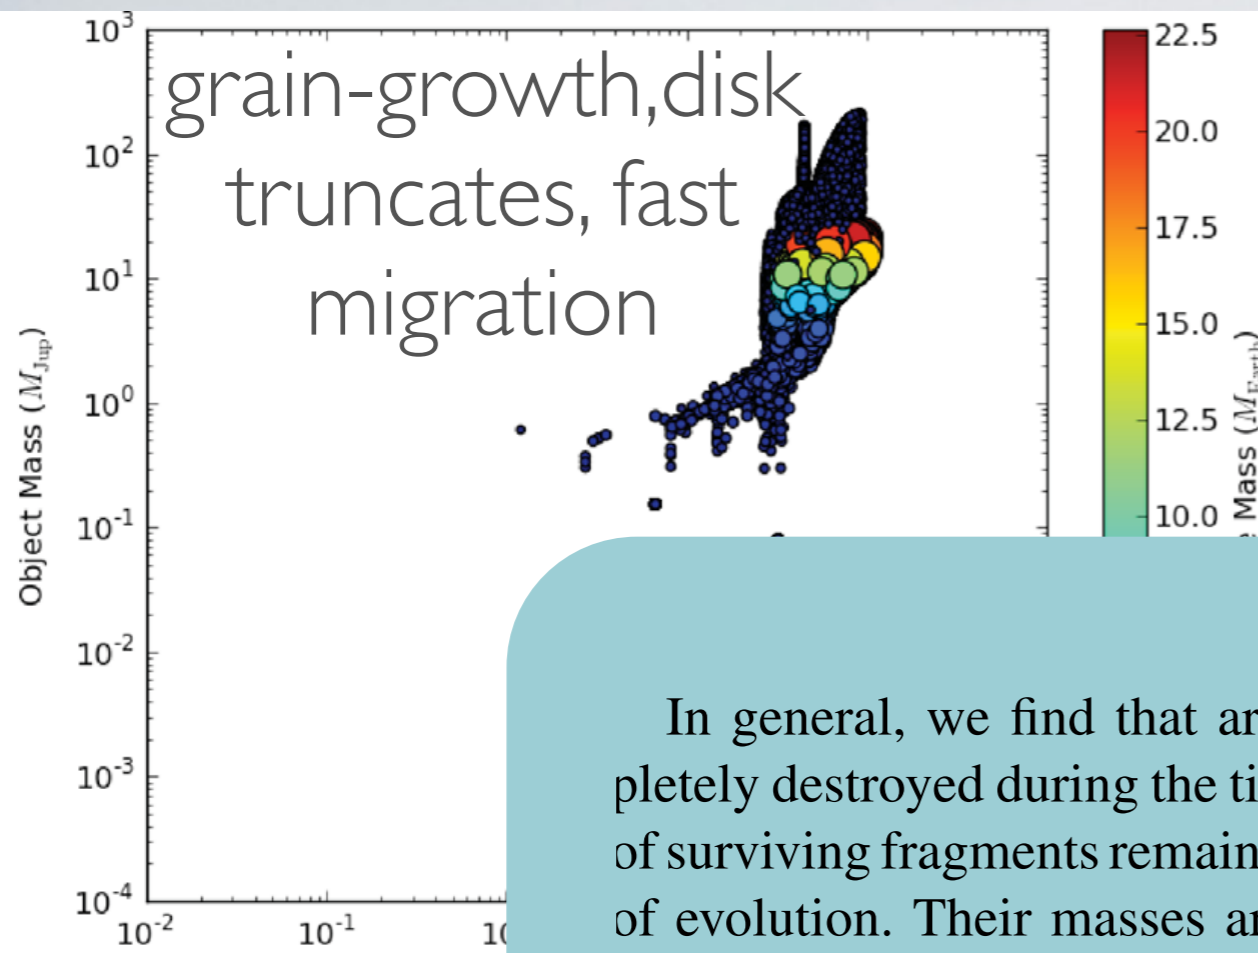 10^3
10^2
10^1
10^0
10^-1
10^-2
10^-3
10^-4
10^-2
10^-1
Object Mass (M_Jup)
grain-growth,disk
truncates, fast
migration
22.5
20.0
17.5
15.0
12.5
10.0
Mass (M_Earth)
In general, we find that
pletely destroyed during the
of surviving fragments remain
of evolution. Their masses